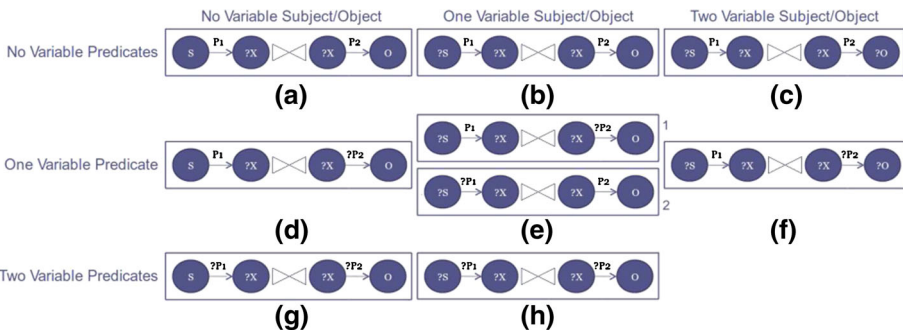 No Variable Subject/Object One Variable Subject/Object Two Variable Subject/Object
No Variable Predicates S P1 ?X ?X P2 O ?S P1 ?X ?X P2 O ?S P1 ?X ?X P2 ?O
(a) (b) (c)
?S P1 ?X ?X ?P2 O 1
One Variable Predicate S P1 ?X ?X ?P2 O ?S P1 ?X ?X ?P2 ?O
?S ?P1 ?X ?X P2 O 2
(d) (e) (f)
Two Variable Predicates S ?P1 ?X ?X ?P2 O ?S ?P1 ?X ?X ?P2 O
(g) (h)